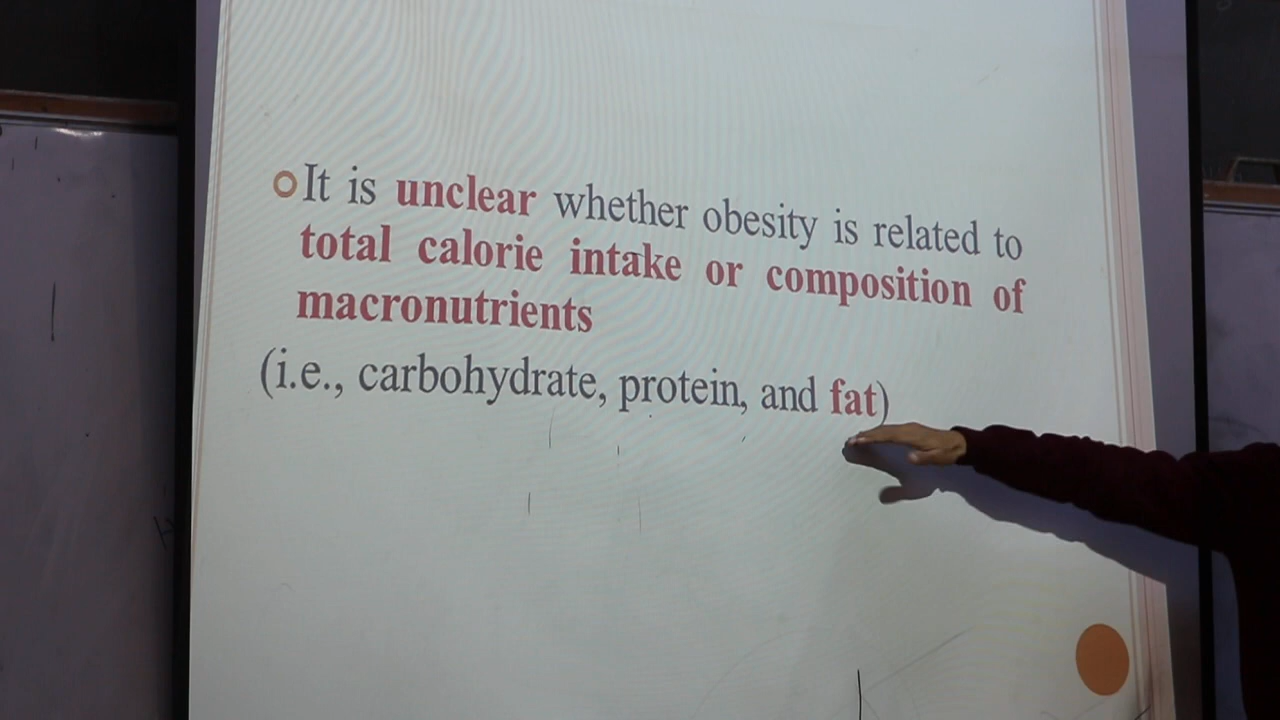 It is unclear whether obesity is related to
total calorie intake or composition of
macronutrients
(i.e., carbohydrate, protein, and fat)